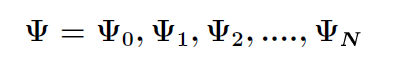 Ψ = Ψ₀, Ψ₁, Ψ₂, ...., Ψ_N